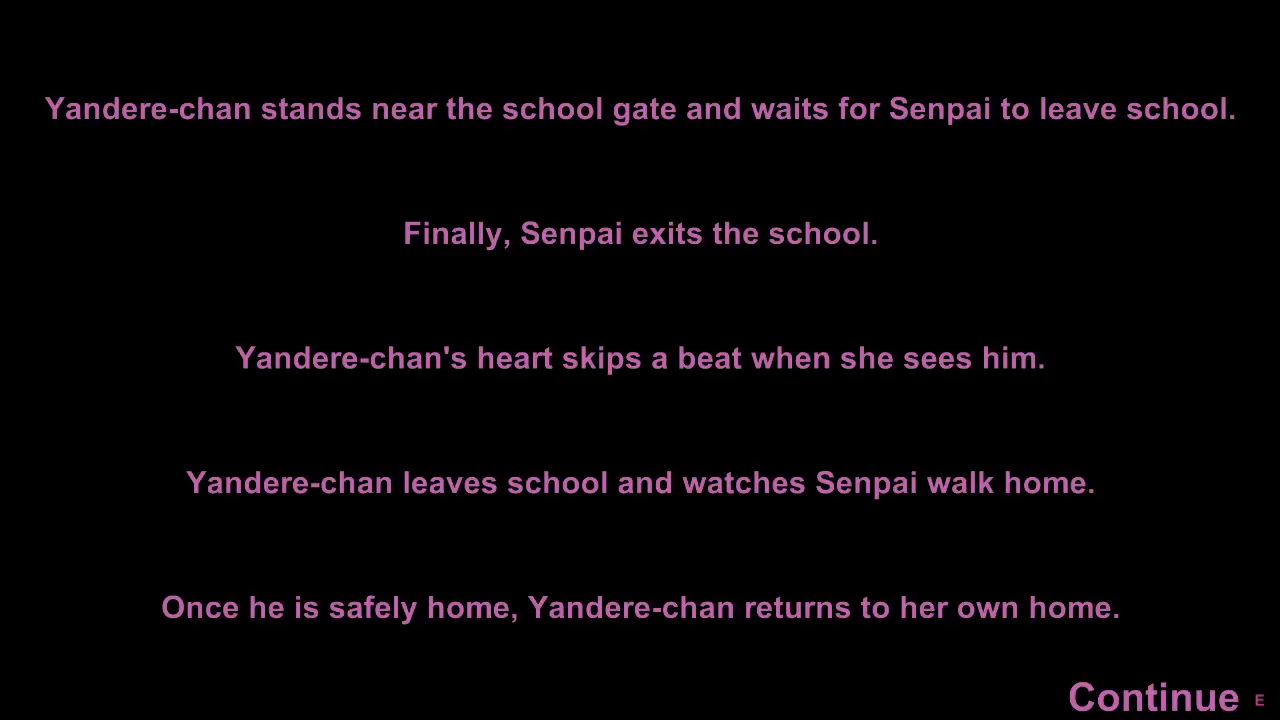 Yandere-chan stands near the school gate and waits for Senpai to leave school.
Finally, Senpai exits the school.
Yandere-chan's heart skips a beat when she sees him.
Yandere-chan leaves school and watches Senpai walk home.
Once he is safely home, Yandere-chan returns to her own home.
Continue E